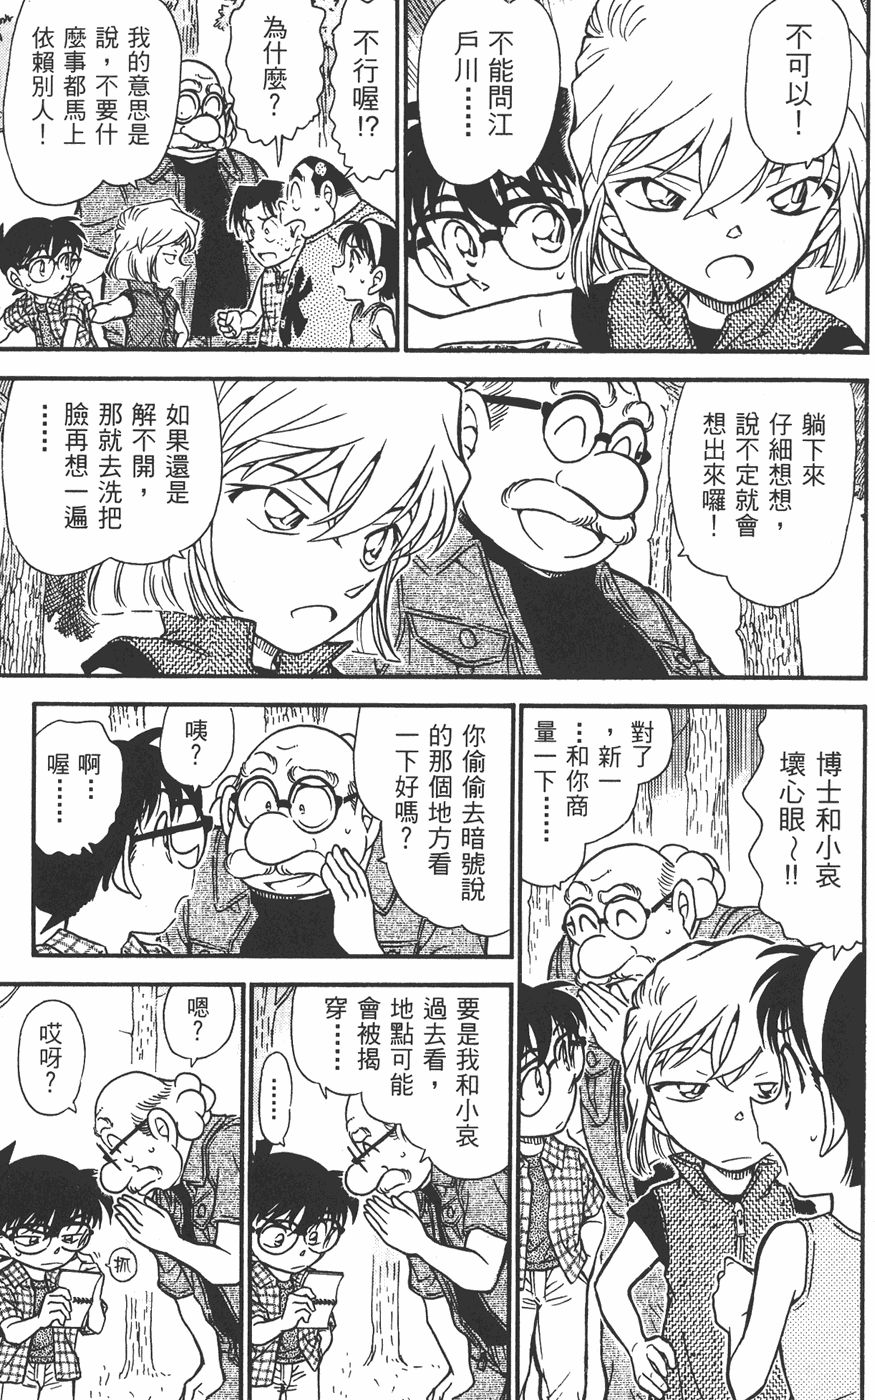 不可以！
不能問江
戶川……
不行喔!?
為什麼？
我的意思是
說，不要什
麼事都馬上
依賴別人！
躺下來
仔細想想，
說不定就會
想出來囉！
如果還是
解不開，
那就去洗把
臉再想一遍
……
博士和小哀
壞心眼～!!
對了
，新一
…和你商
量一下……
你偷偷去暗號說
的那個地方看
一下好嗎？
咦？
啊…
喔……
要是我和小哀
過去看，
地點可能
會被揭
穿……
……
嗯？
哎呀？
抓